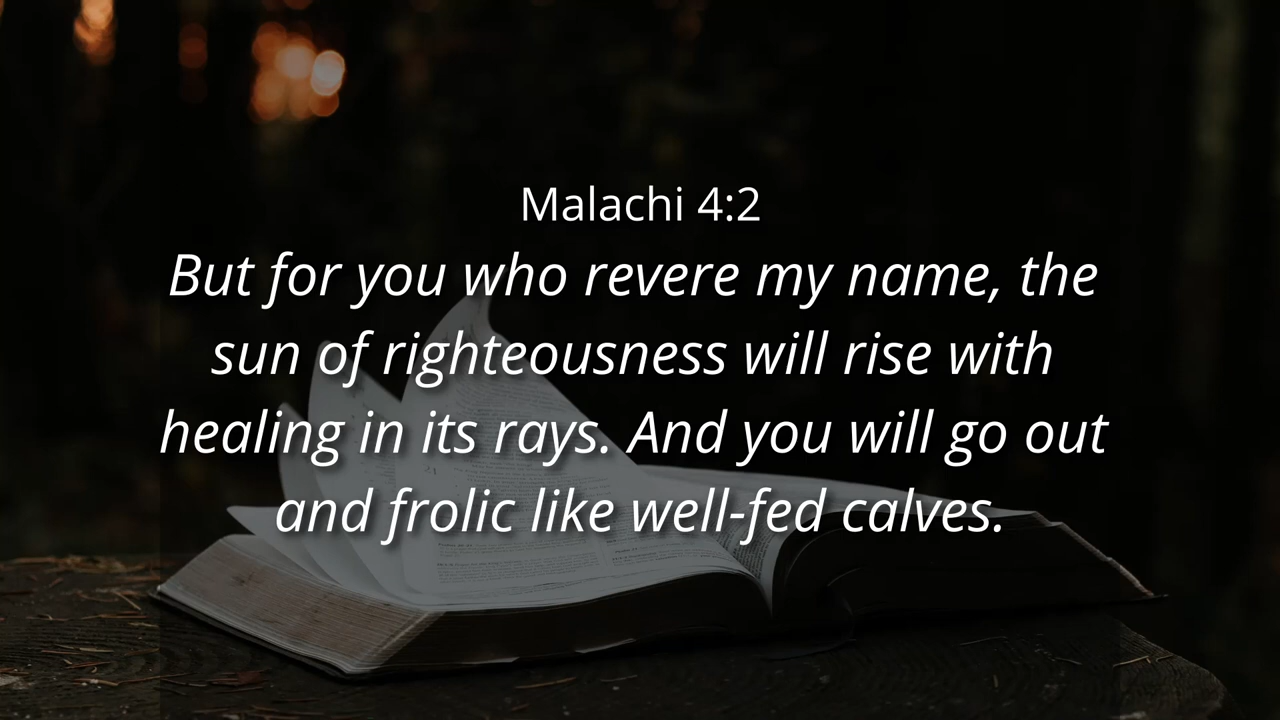 Malachi 4:2
But for you who revere my name, the
sun of righteousness will rise with
healing in its rays. And you will go out
and frolic like well-fed calves.